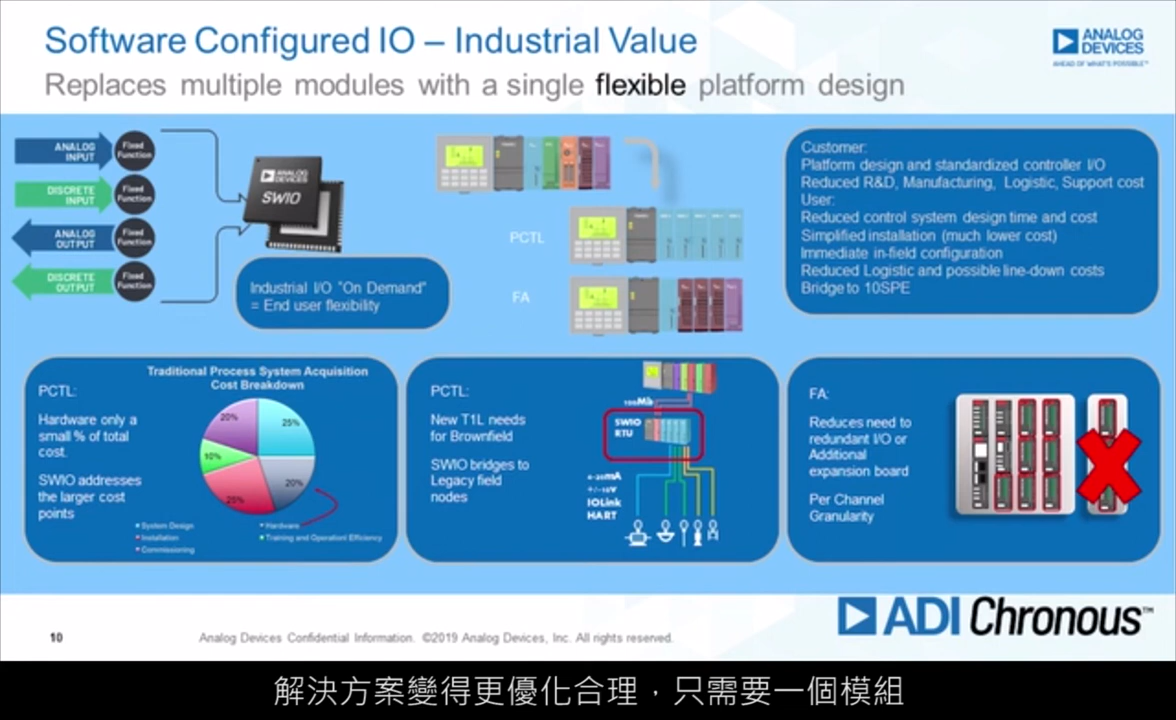 Software Configured IO – Industrial Value
Replaces multiple modules with a single flexible platform design
ANALOG
DEVICES
AHEAD OF WHAT'S POSSIBLE™
ANALOG
INPUT
Fixed
Function
DISCRETE
INPUT
Fixed
Function
ANALOG
OUTPUT
Fixed
Function
DISCRETE
OUTPUT
Fixed
Function
ANALOG
DEVICES
SWIO
Industrial I/O "On Demand"
= End user flexibility
PCTL
FA
Customer:
Platform design and standardized controller I/O
Reduced R&D, Manufacturing, Logistic, Support cost
User:
Reduced control system design time and cost
Simplified installation (much lower cost)
Immediate in-field configuration
Reduced Logistic and possible line-down costs
Bridge to 10SPE
PCTL:
Hardware only a
small % of total
cost.
SWIO addresses
the larger cost
points
Traditional Process System Acquisition
Cost Breakdown
20%
25%
10%
25%
20%
System Design
Hardware
Installation
Training and Operationl Efficiency
Commissioning
PCTL:
New T1L needs
for Brownfield
SWIO bridges to
Legacy field
nodes
100Mb
SWIO
RTU
4-20mA
+/-10V
IOLink
HART
FA:
Reduces need to
redundant I/O or
Additional
expansion board
Per Channel
Granularity
10
Analog Devices Confidential Information. ©2019 Analog Devices, Inc. All rights reserved.
ADI Chronous™
解決方案變得更優化合理，只需要一個模組